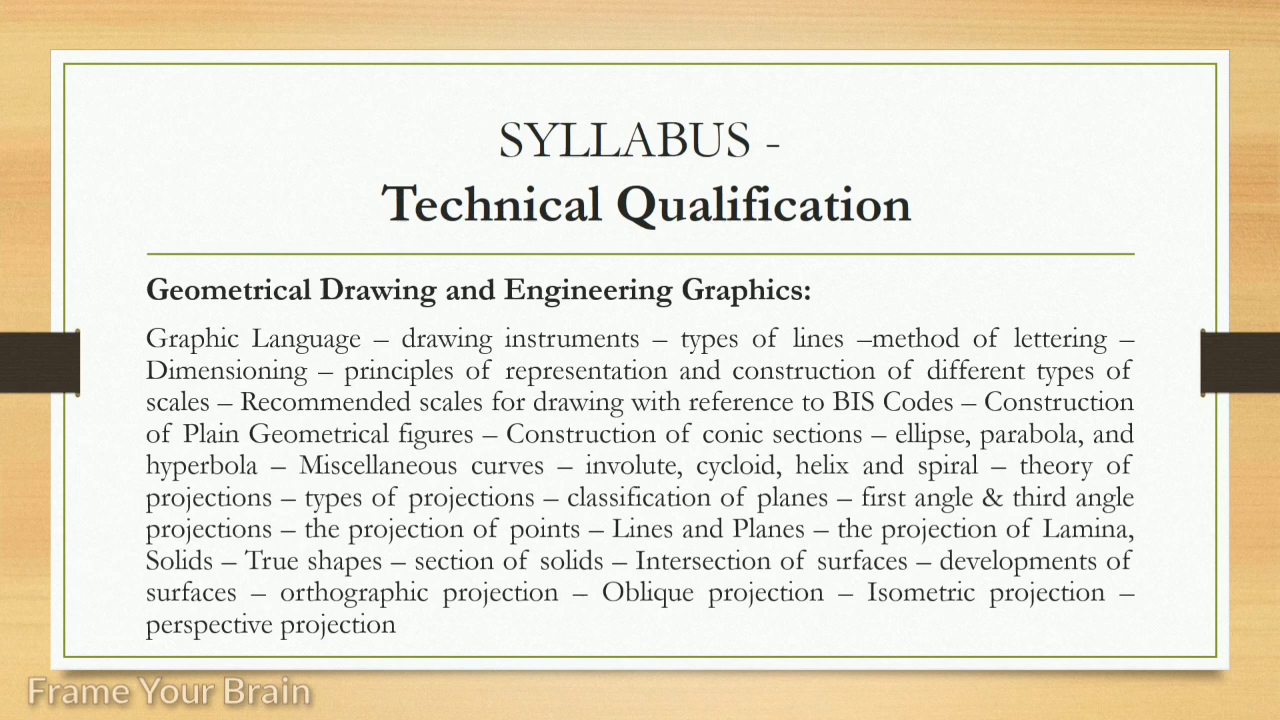 SYLLABUS -
Technical Qualification
Geometrical Drawing and Engineering Graphics:
Graphic Language – drawing instruments – types of lines –method of lettering –
Dimensioning – principles of representation and construction of different types of
scales – Recommended scales for drawing with reference to BIS Codes – Construction
of Plain Geometrical figures – Construction of conic sections – ellipse, parabola, and
hyperbola – Miscellaneous curves – involute, cycloid, helix and spiral – theory of
projections – types of projections – classification of planes – first angle & third angle
projections – the projection of points – Lines and Planes – the projection of Lamina,
Solids – True shapes – section of solids – Intersection of surfaces – developments of
surfaces – orthographic projection – Oblique projection – Isometric projection –
perspective projection
Frame Your Brain